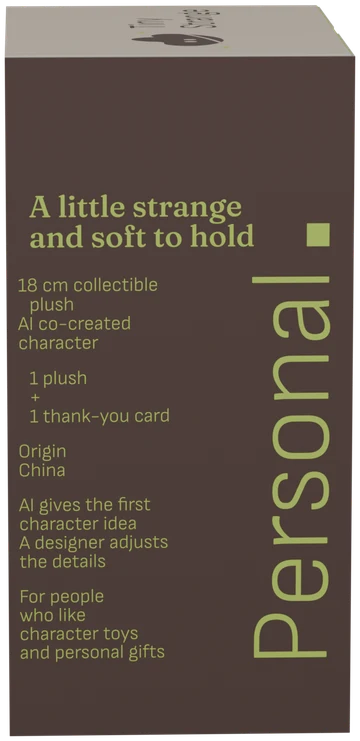 Tiny
Strange
A little strange
and soft to hold
18 cm collectible
plush
AI co-created
character
1 plush
+
1 thank-you card
Origin
China
AI gives the first
character idea
A designer adjusts
the details
For people
who like
character toys
and personal gifts
Personal.